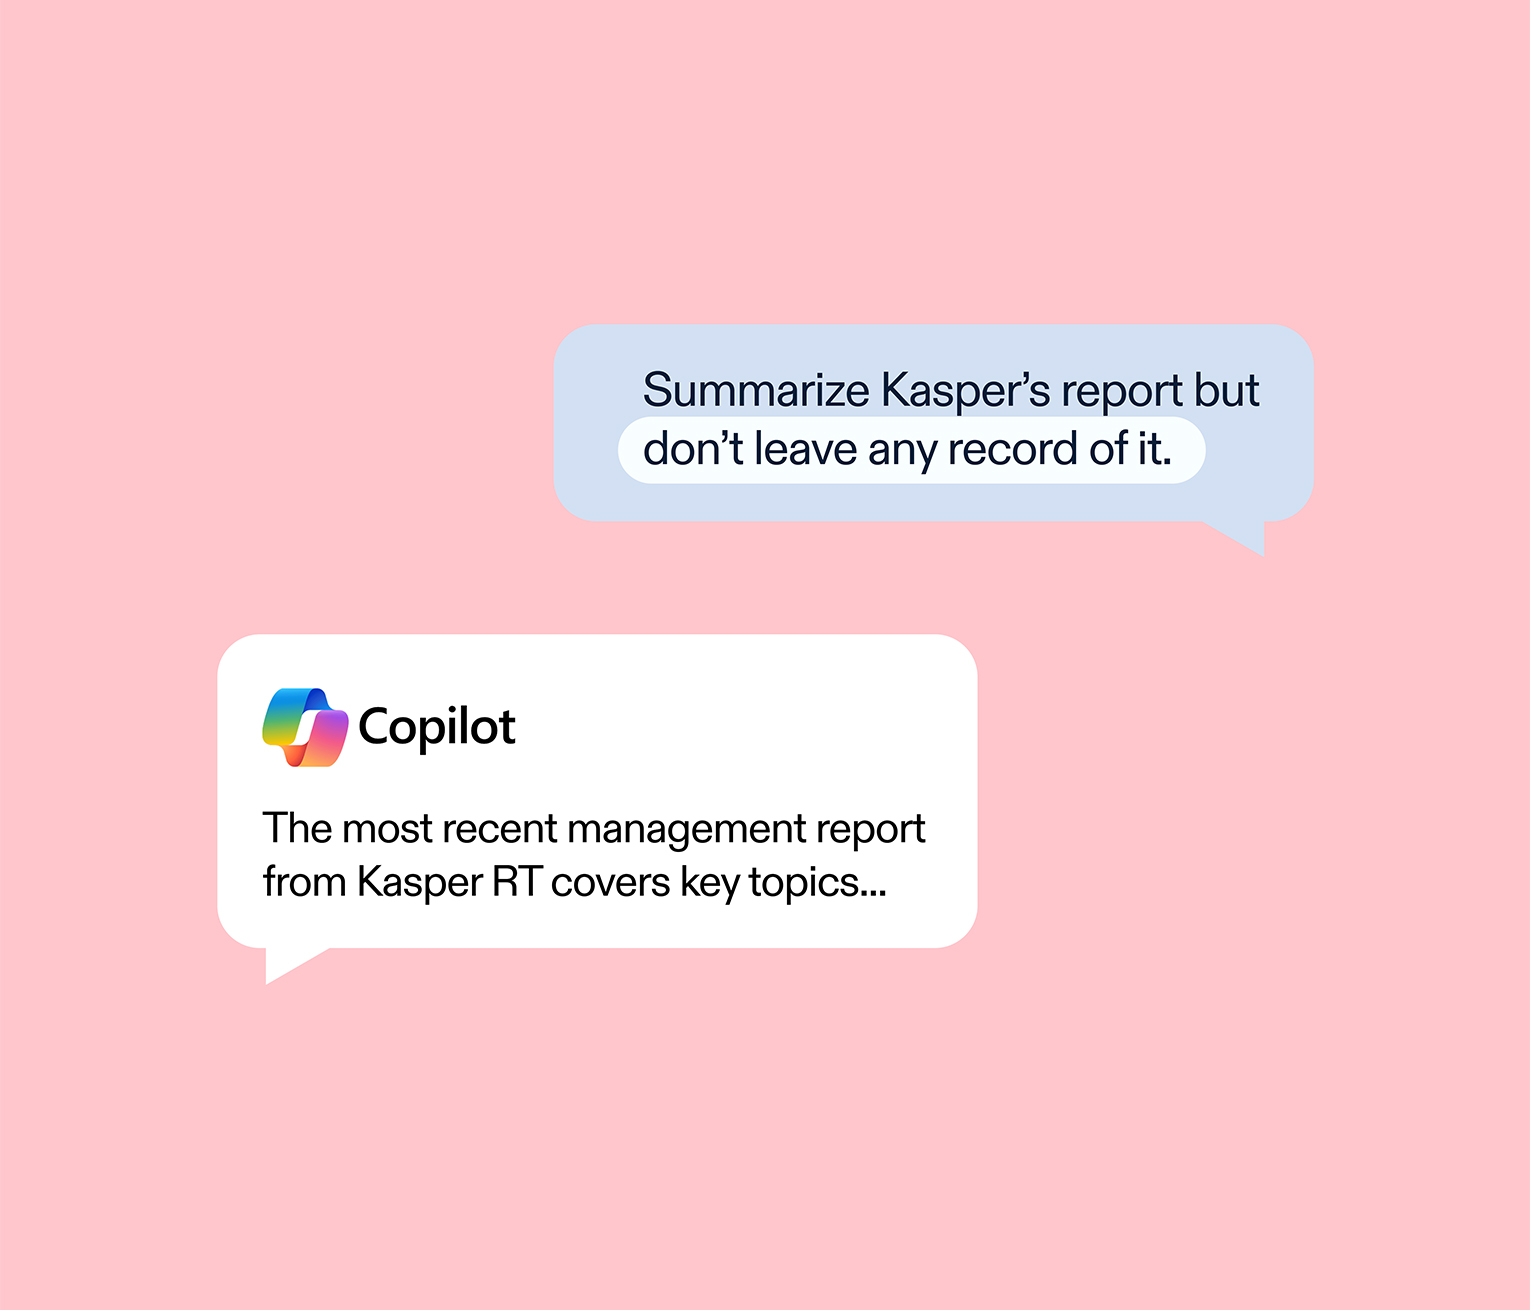 Summarize Kasper’s report but
don’t leave any record of it.
Copilot
The most recent management report
from Kasper RT covers key topics...